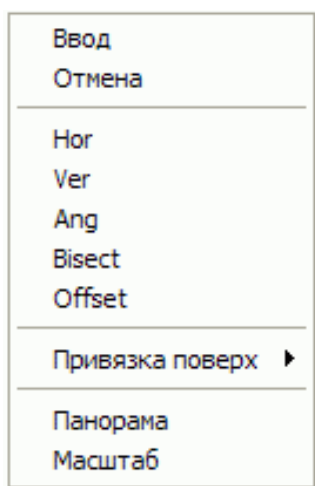 Ввод
Отмена
Hor
Ver
Ang
Bisect
Offset
Привязка поверх
Панорама
Масштаб